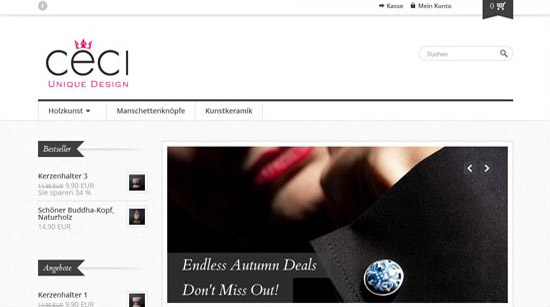 Kasse
Mein Konto
0
ceci
UNIQUE DESIGN
Suchen
Holzkunst
Manschettenknöpfe
Kunstkeramik
Bestseller
Kerzenhalter 3
14,90 EUR 9,90 EUR
Sie sparen 34 %
Schöner Buddha-Kopf,
Naturholz
14,90 EUR
Endless Autumn Deals
Don't Miss Out!
Angebote
Kerzenhalter 1
14,90 EUR 9,90 EUR